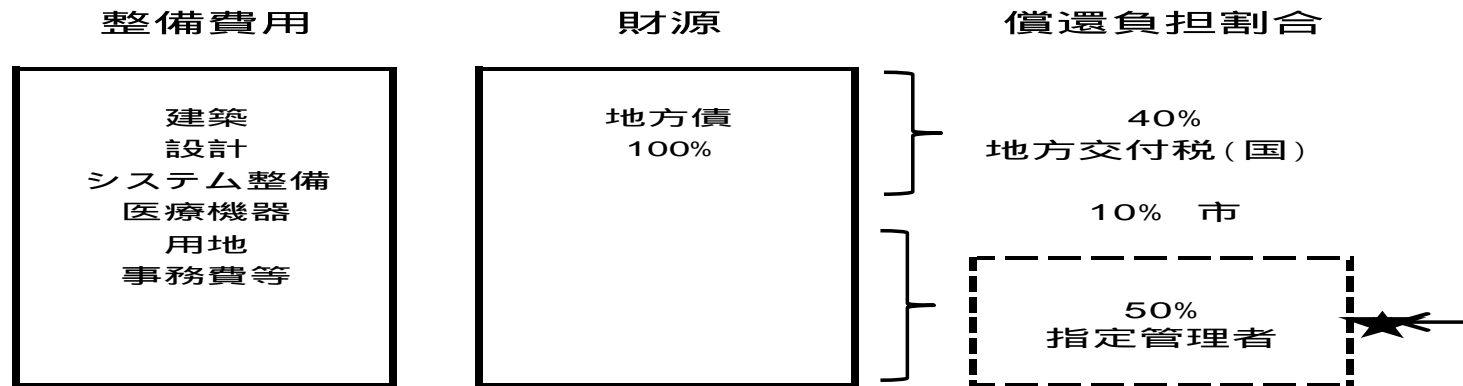 整備費用
財源
償還負担割合
建築
設計
システム整備
医療機器
用地
事務費等
地方債
100%
40%
地方交付税(国)
10% 市
50%
指定管理者